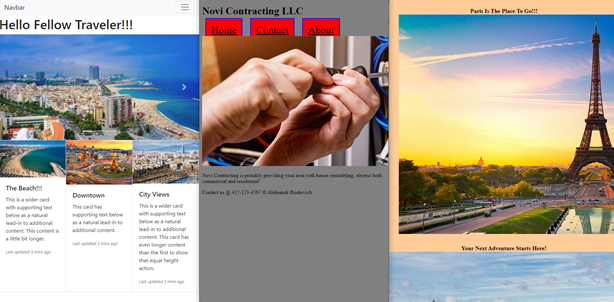 Navbar
Hello Fellow Traveler!!!
The Beach!!!
This is a wider card
with supporting text
below as a natural
lead-in to additional
content. This content is
a little bit longer.
Last updated 3 mins ago
Downtown
This card has
supporting text below
as a natural lead-in to
additional content.
Last updated 3 mins ago
City Views
This is a wider card
with supporting text
below as a natural
lead-in to additional
content. This card has
even longer content
than the first to show
that equal height
action.
Last updated 3 mins ago
Novi Contracting LLC
Home
Contact
About
Novi Contracting is proudly providing your area with house remodeling, electric both
commercial and residential!
Contact us @ 417-123-4567 © Aleksandr Ruskevich
Paris Is The Place To Go!!!
Your Next Adventure Starts Here!